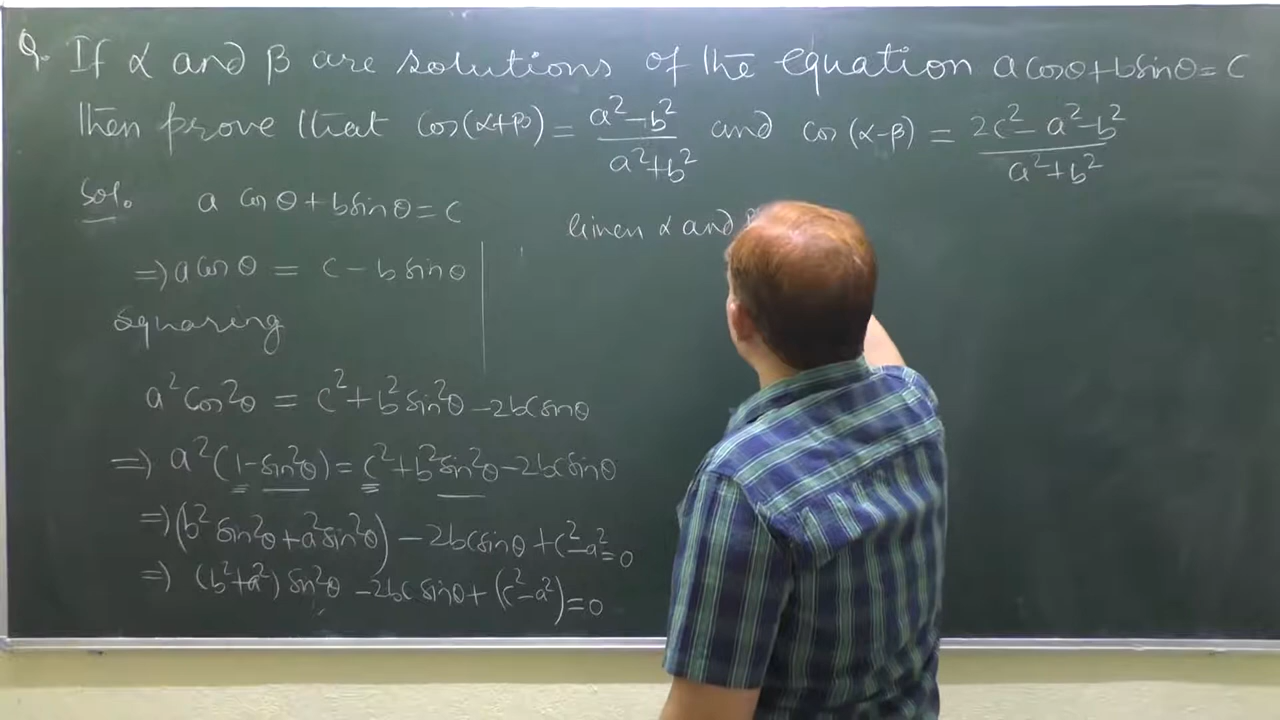 Q. If α and β are solutions of the equation a cosθ + b sinθ = c
then prove that cos(α+β) = (a² - b²)/(a² + b²) and cos(α-β) = (2c² - a² - b²)/(a² + b²)
Sol. a cosθ + b sinθ = c
⇒) a cosθ = c - b sinθ
Squaring
a² cos²θ = c² + b² sin²θ - 2bc sinθ
⇒) a² (1 - sin²θ) = c² + b² sin²θ - 2bc sinθ
⇒) (b² sin²θ + a² sin²θ) - 2bc sinθ + c² - a² = 0
⇒) (b² + a²) sin²θ - 2bc sinθ + (c² - a²) = 0
Given α and